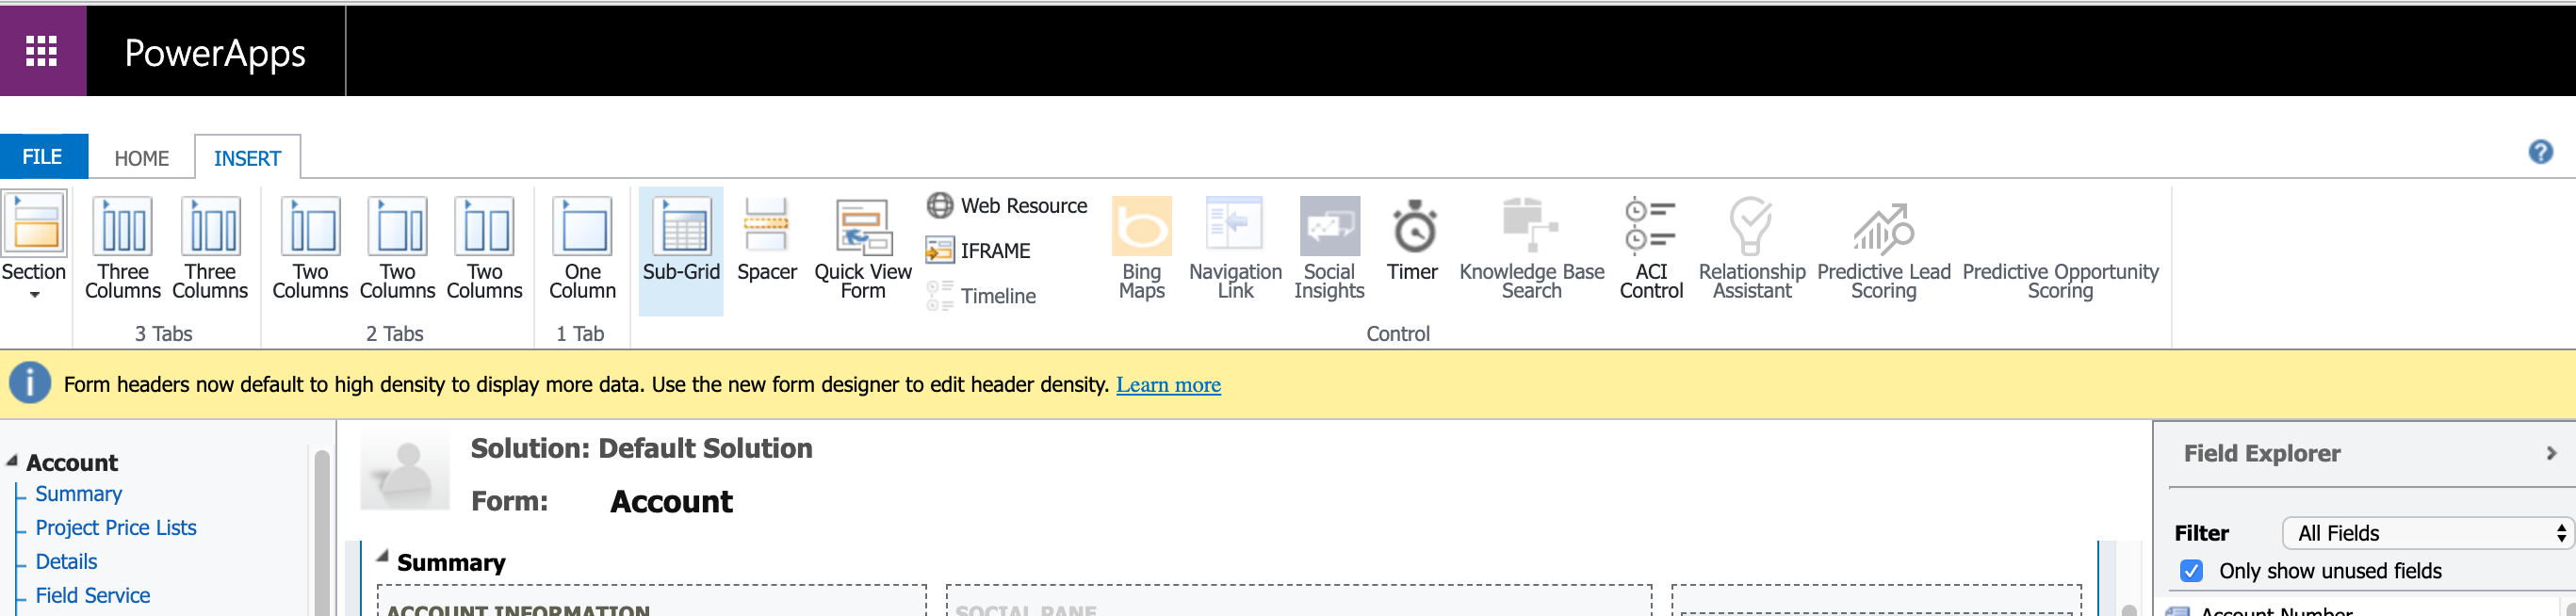 PowerApps
FILE
HOME
INSERT
Section
Three
Columns
Three
Columns
3 Tabs
Two
Columns
Two
Columns
Two
Columns
2 Tabs
One
Column
1 Tab
Sub-Grid
Spacer
Quick View
Form
Web Resource
IFRAME
Timeline
Bing
Maps
Navigation
Link
Social
Insights
Timer
Knowledge Base
Search
ACI
Control
Relationship
Assistant
Predictive Lead
Scoring
Predictive Opportunity
Scoring
Control
Form headers now default to high density to display more data. Use the new form designer to edit header density. Learn more
Account
Summary
Project Price Lists
Details
Field Service
Solution: Default Solution
Form: Account
Summary
ACCOUNT INFORMATION
SOCIAL PANE
Field Explorer
Filter All Fields
Only show unused fields
Account Number